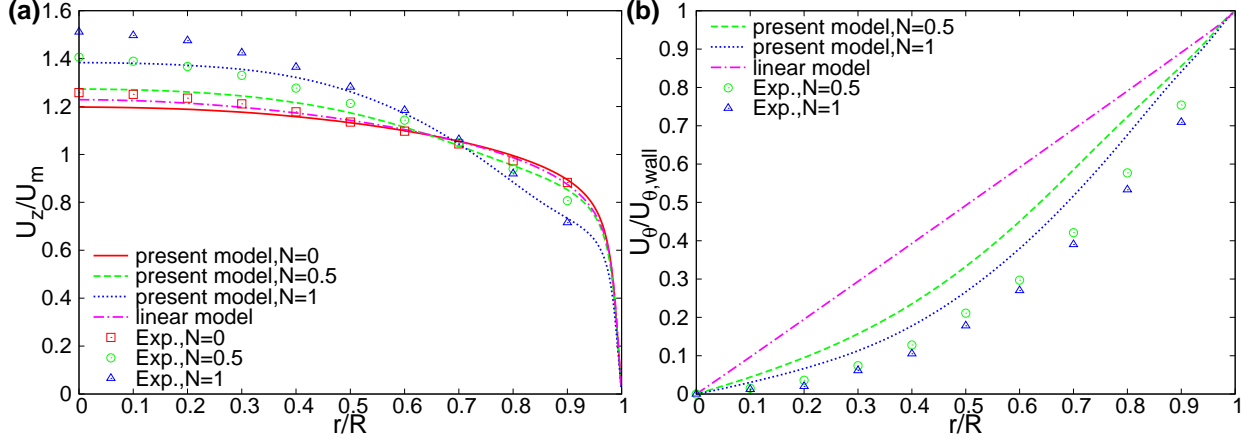 (a)
1.6
1.4
1.2
1
0.8
0.6
0.4
0.2
0
U_z/U_m
present model,N=0
present model,N=0.5
present model,N=1
linear model
Exp.,N=0
Exp.,N=0.5
Exp.,N=1
0 0.1 0.2 0.3 0.4 0.5 0.6 0.7 0.8 0.9 1
r/R
(b)
1
0.9
0.8
0.7
0.6
0.5
0.4
0.3
0.2
0.1
0
U_θ/U_θ,wall
present model,N=0.5
present model,N=1
linear model
Exp.,N=0.5
Exp.,N=1
0 0.1 0.2 0.3 0.4 0.5 0.6 0.7 0.8 0.9 1
r/R